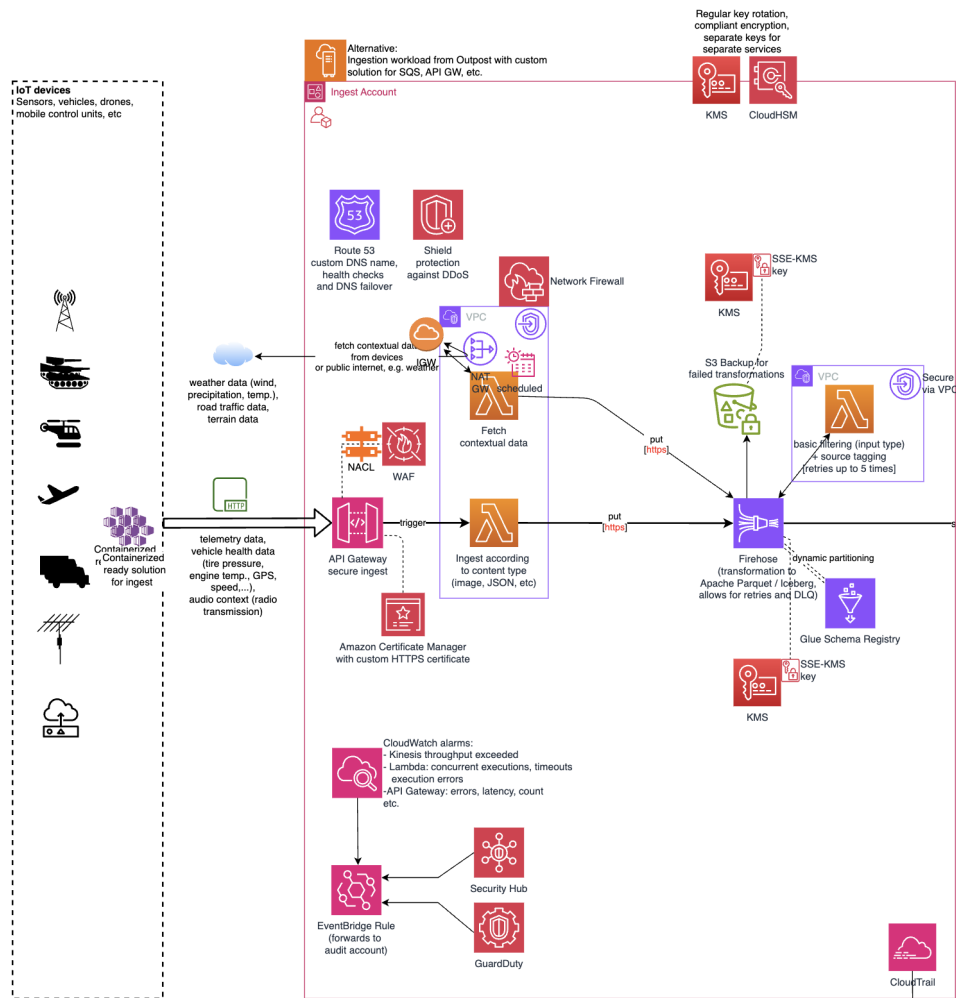 Regular key rotation,
compliant encryption,
separate keys for
separate services
KMS
CloudHSM
Alternative:
Ingestion workload from Outpost with custom
solution for SQS, API GW, etc.
IoT devices
Sensors, vehicles, drones,
mobile control units, etc
Ingest Account
53
Route 53
custom DNS name,
health checks
and DNS failover
Shield
protection
against DDoS
Network Firewall
VPC
fetch contextual data
from devices
or public internet, e.g. weather
IGW
NAT
GW
scheduled
Fetch
contextual data
weather data (wind,
precipitation, temp.),
road traffic data,
terrain data
SSE-KMS
key
KMS
S3 Backup for
failed transformations
VPC
Secure
via VPC
basic filtering (input type)
+ source tagging
[retries up to 5 times]
put
[https]
NACL
WAF
HTTP
Containerized
Containerized
ready solution
for ingest
telemetry data,
vehicle health data
(tire pressure,
engine temp., GPS,
speed,...),
audio context (radio
transmission)
API Gateway
secure ingest
trigger
Ingest according
to content type
(image, JSON, etc)
put
[https]
Firehose
(transformation to
Apache Parquet / Iceberg,
allows for retries and DLQ)
dynamic partitioning
Glue Schema Registry
Amazon Certificate Manager
with custom HTTPS certificate
SSE-KMS
key
KMS
CloudWatch alarms:
- Kinesis throughput exceeded
- Lambda: concurrent executions, timeouts
execution errors
-API Gateway: errors, latency, count
etc.
Security Hub
EventBridge Rule
(forwards to
audit account)
GuardDuty
CloudTrail